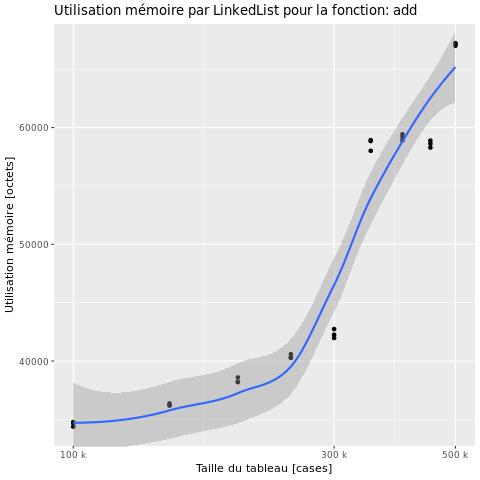 Utilisation mémoire par LinkedList pour la fonction: add
Utilisation mémoire [octets]
60000
50000
40000
100 k
300 k
500 k
Taille du tableau [cases]